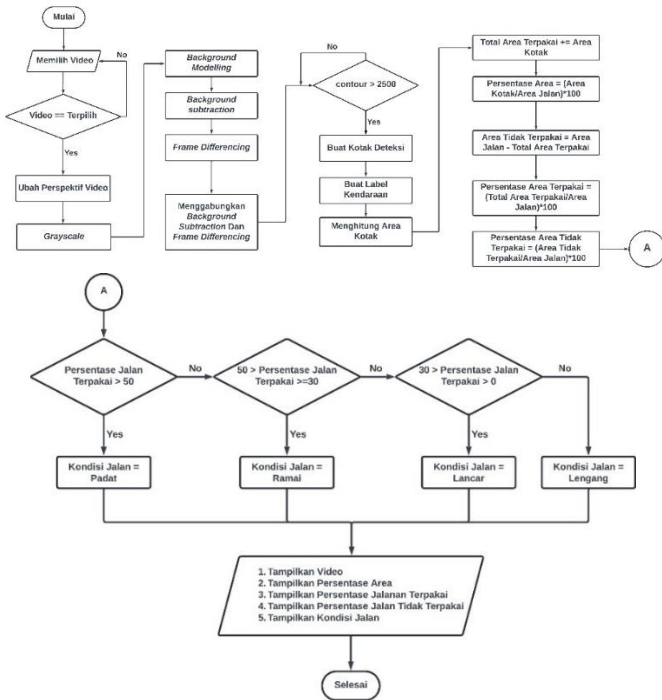 Mulai
Memilih Video
No
Video == Terpilih
Yes
Ubah Perspektif Video
Grayscale
Background
Modelling
Background
subtraction
Frame Differencing
Menggabungkan
Background
Subtraction Dan
Frame Differencing
No
contour > 2500
Yes
Buat Kotak Deteksi
Buat Label
Kendaraan
Menghitung Area
Kotak
Total Area Terpakai += Area
Kotak
Persentase Area = (Area
Kotak/Area Jalan)*100
Area Tidak Terpakai = Area
Jalan - Total Area Terpakai
Persentase Area Terpakai =
(Total Area Terpakai/Area
Jalan)*100
Persentase Area Tidak
Terpakai = (Area Tidak
Terpakai/Area Jalan)*100
A
A
Persentase Jalan
Terpakai > 50
No
50 > Persentase Jalan
Terpakai >=30
No
30 > Persentase Jalan
Terpakai > 0
No
Yes
Yes
Yes
Kondisi Jalan =
Padat
Kondisi Jalan =
Ramai
Kondisi Jalan =
Lancar
Kondisi Jalan =
Lengang
1. Tampilkan Video
2. Tampilkan Persentase Area
3. Tampilkan Persentase Jalanan Terpakai
4. Tampilkan Persentase Jalan Tidak Terpakai
5. Tampilkan Kondisi Jalan
Selesai